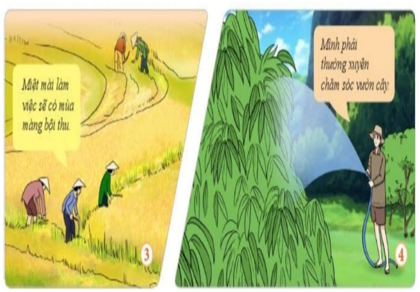 Miệt mài làm
việc sẽ có mùa
màng bội thu.
3
Mình phải
thường xuyên
chăm sóc vườn cây.
4